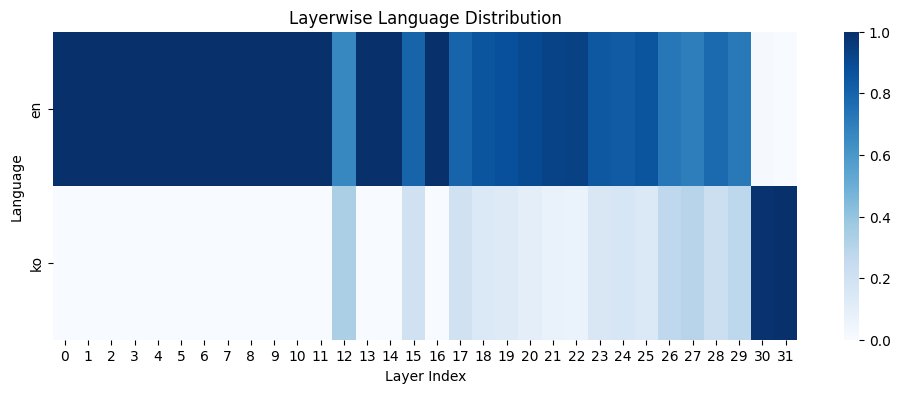 Layerwise Language Distribution
en
ko
Language
0 1 2 3 4 5 6 7 8 9 10 11 12 13 14 15 16 17 18 19 20 21 22 23 24 25 26 27 28 29 30 31
Layer Index
1.0
0.8
0.6
0.4
0.2
0.0